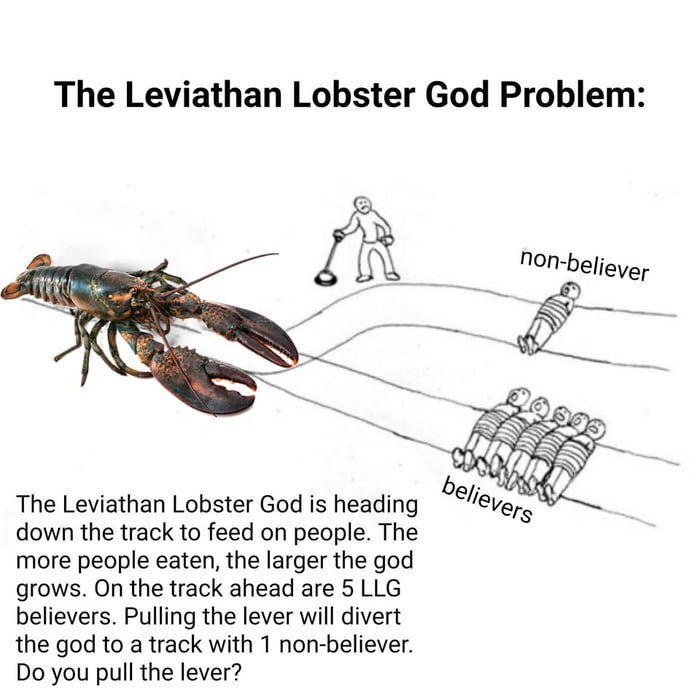 The Leviathan Lobster God Problem:
non-believer
believers
The Leviathan Lobster God is heading
down the track to feed on people. The
more people eaten, the larger the god
grows. On the track ahead are 5 LLG
believers. Pulling the lever will divert
the god to a track with 1 non-believer.
Do you pull the lever?